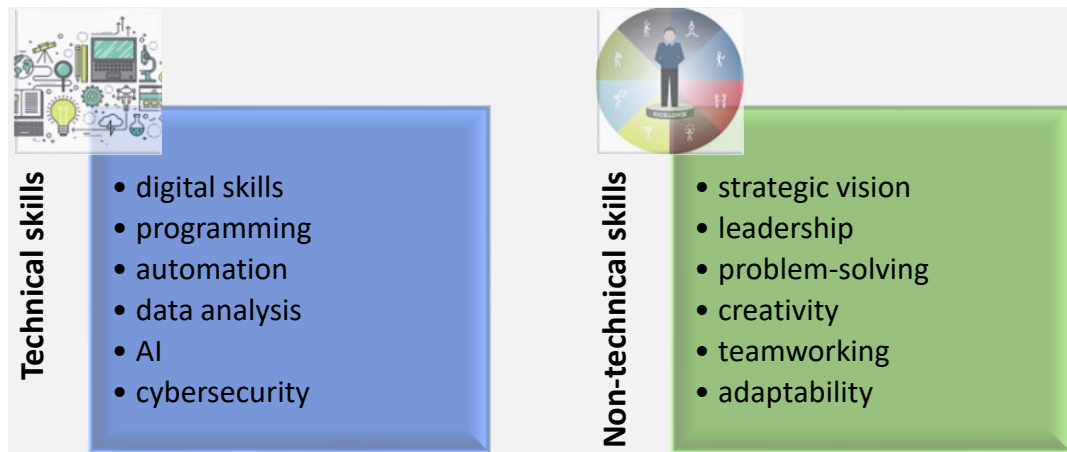 Technical skills
• digital skills
• programming
• automation
• data analysis
• AI
• cybersecurity
EXCELLENCE
Non-technical skills
• strategic vision
• leadership
• problem-solving
• creativity
• teamworking
• adaptability